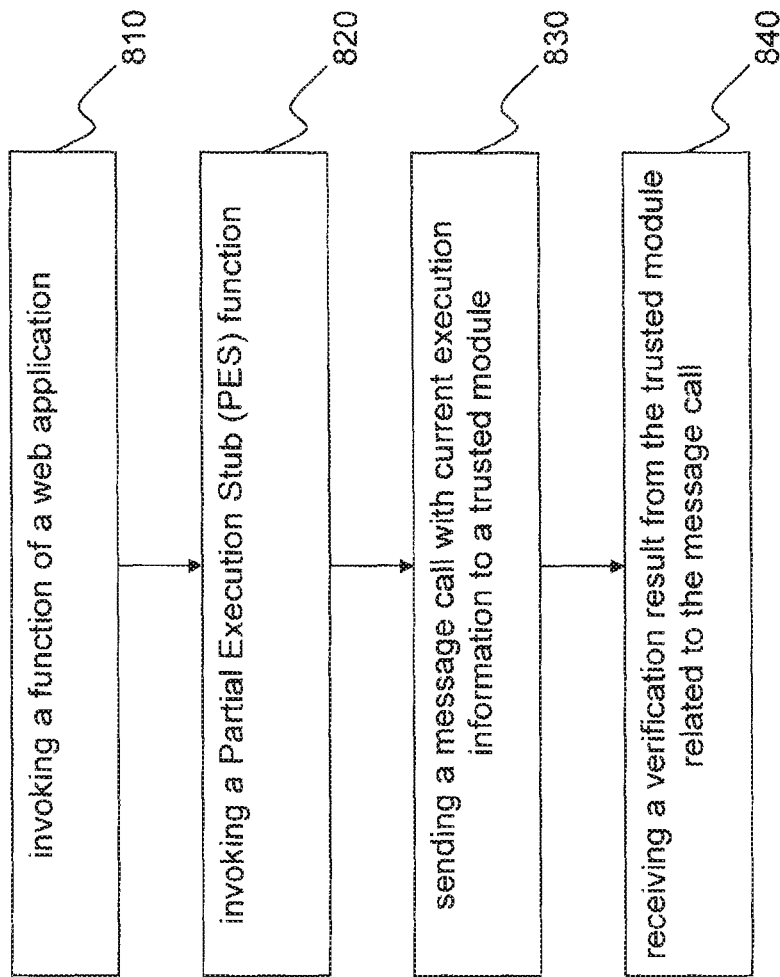 invoking a function of a web application
810
invoking a Partial Execution Stub (PES) function
820
sending a message call with current execution
information to a trusted module
830
receiving a verification result from the trusted module
related to the message call
840